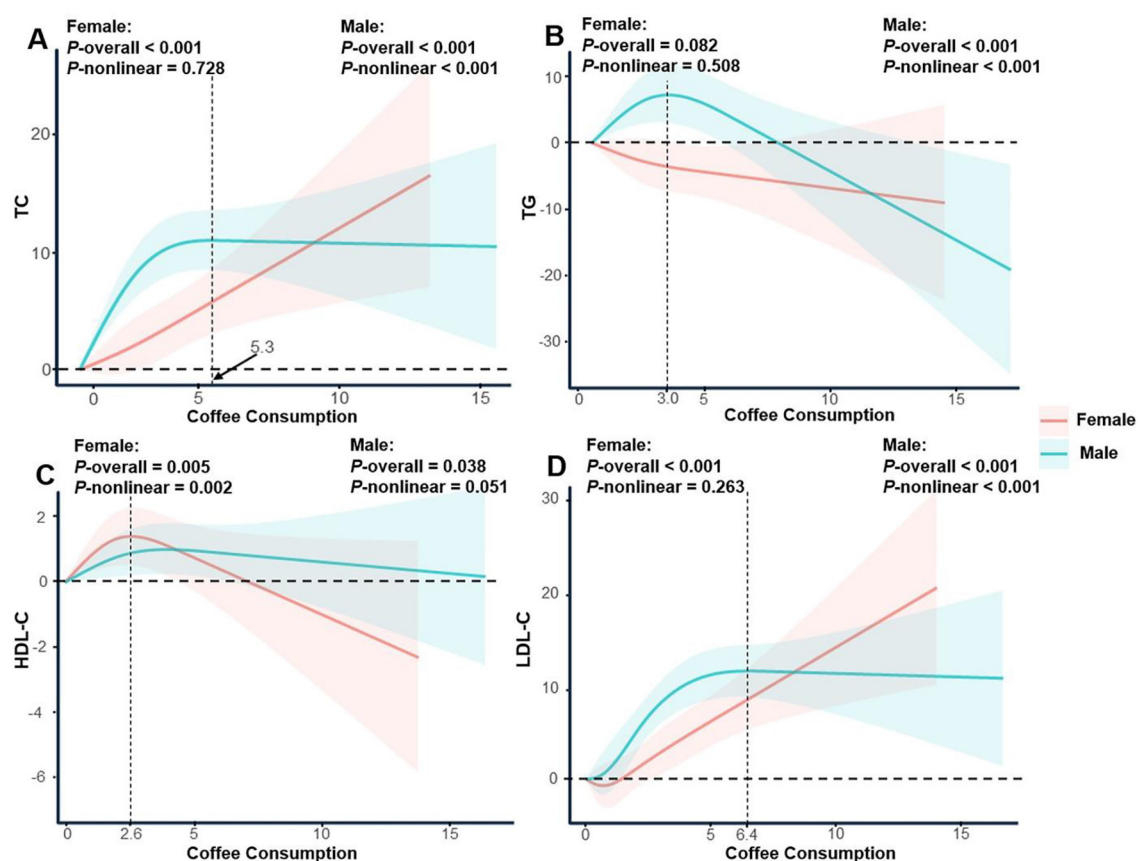 A
Female:
P-overall < 0.001
P-nonlinear = 0.728
Male:
P-overall < 0.001
P-nonlinear < 0.001
TC
20
10
0
5.3
0
5
10
15
Coffee Consumption
B
Female:
P-overall = 0.082
P-nonlinear = 0.508
Male:
P-overall < 0.001
P-nonlinear < 0.001
TG
10
0
-10
-20
-30
0
3.0
5
10
15
Coffee Consumption
Female
Male
C
Female:
P-overall = 0.005
P-nonlinear = 0.002
Male:
P-overall = 0.038
P-nonlinear = 0.051
HDL-C
2
0
-2
-4
-6
0
2.6
5
10
15
Coffee Consumption
D
Female:
P-overall < 0.001
P-nonlinear = 0.263
Male:
P-overall < 0.001
P-nonlinear < 0.001
LDL-C
30
20
10
0
0
5
6.4
10
15
Coffee Consumption